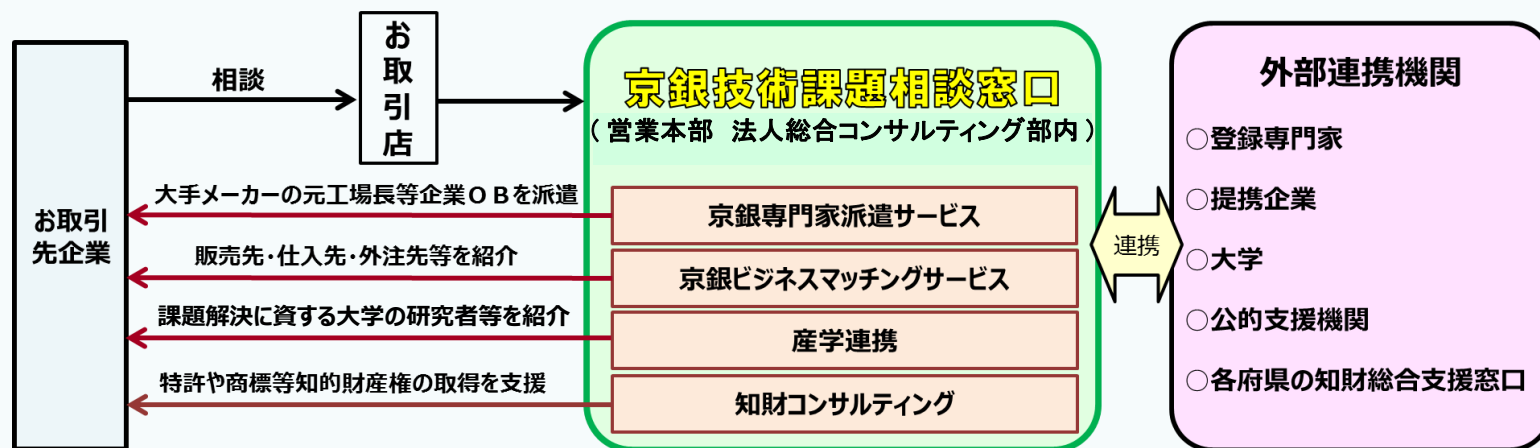 お取引
先企業
相談
お
取
引
店
京銀技術課題相談窓口
（ 営業本部 法人総合コンサルティング部内 ）
大手メーカーの元工場長等企業ＯＢを派遣
京銀専門家派遣サービス
販売先・仕入先・外注先等を紹介
京銀ビジネスマッチングサービス
課題解決に資する大学の研究者等を紹介
産学連携
特許や商標等知的財産権の取得を支援
知財コンサルティング
連携
外部連携機関
○登録専門家
○提携企業
○大学
○公的支援機関
○各府県の知財総合支援窓口